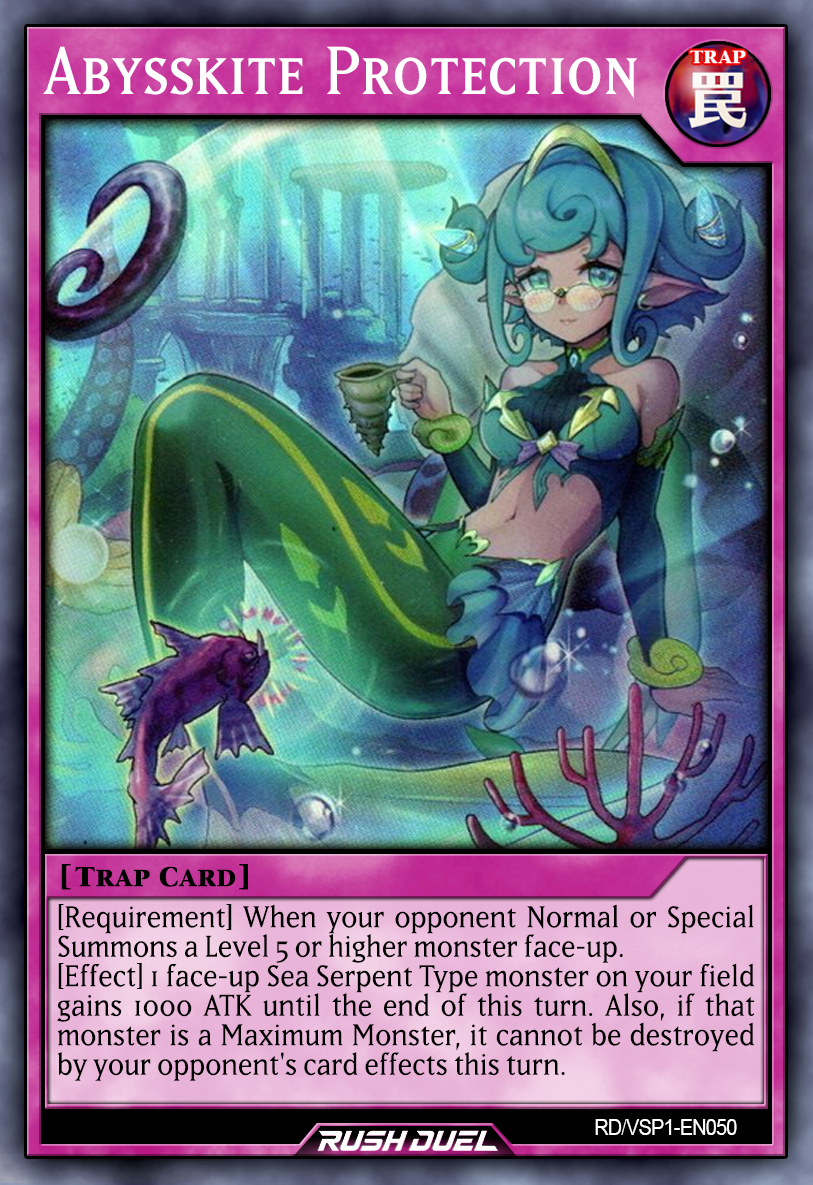 Abysskite Protection
TRAP
罠
[Trap Card]
[Requirement] When your opponent Normal or Special
Summons a Level 5 or higher monster face-up.
[Effect] 1 face-up Sea Serpent Type monster on your field
gains 1000 ATK until the end of this turn. Also, if that
monster is a Maximum Monster, it cannot be destroyed
by your opponent's card effects this turn.
RD/VSP1-EN050
RUSH DUEL